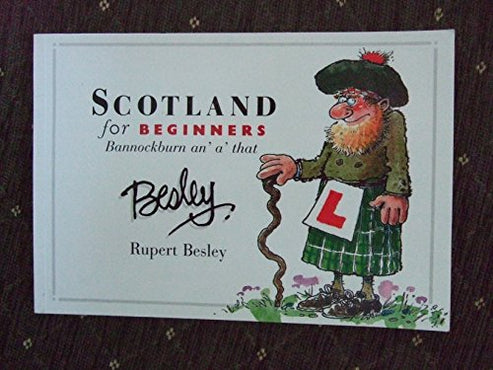 SCOTLAND
for BEGINNERS
Bannockburn an' a' that
Besley.
Rupert Besley
L